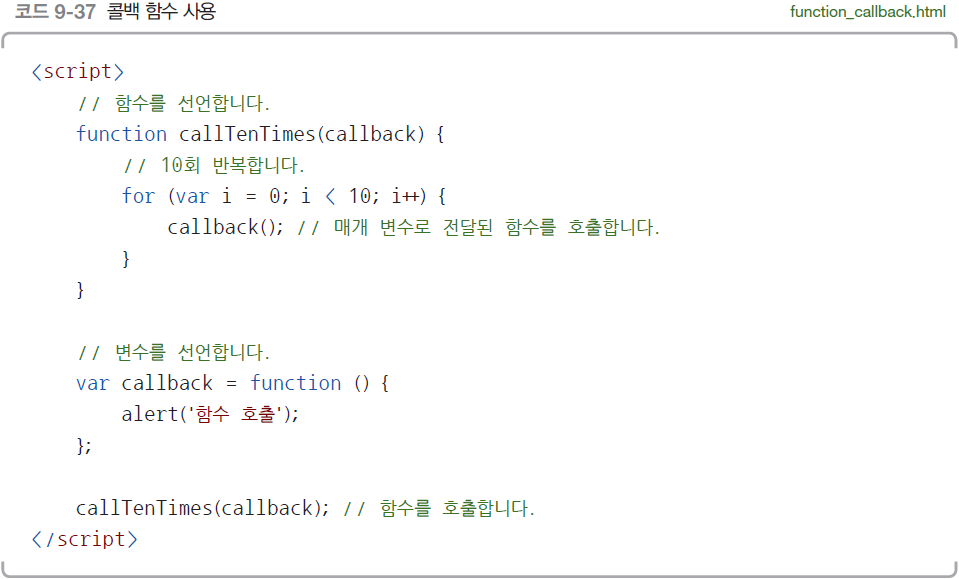 코드 9-37 콜백 함수 사용 function_callback.html
<script>
    // 함수를 선언합니다.
    function callTenTimes(callback) {
        // 10회 반복합니다.
        for (var i = 0; i < 10; i++) {
            callback(); // 매개 변수로 전달된 함수를 호출합니다.
        }
    }

    // 변수를 선언합니다.
    var callback = function () {
        alert('함수 호출');
    };

    callTenTimes(callback); // 함수를 호출합니다.
</script>